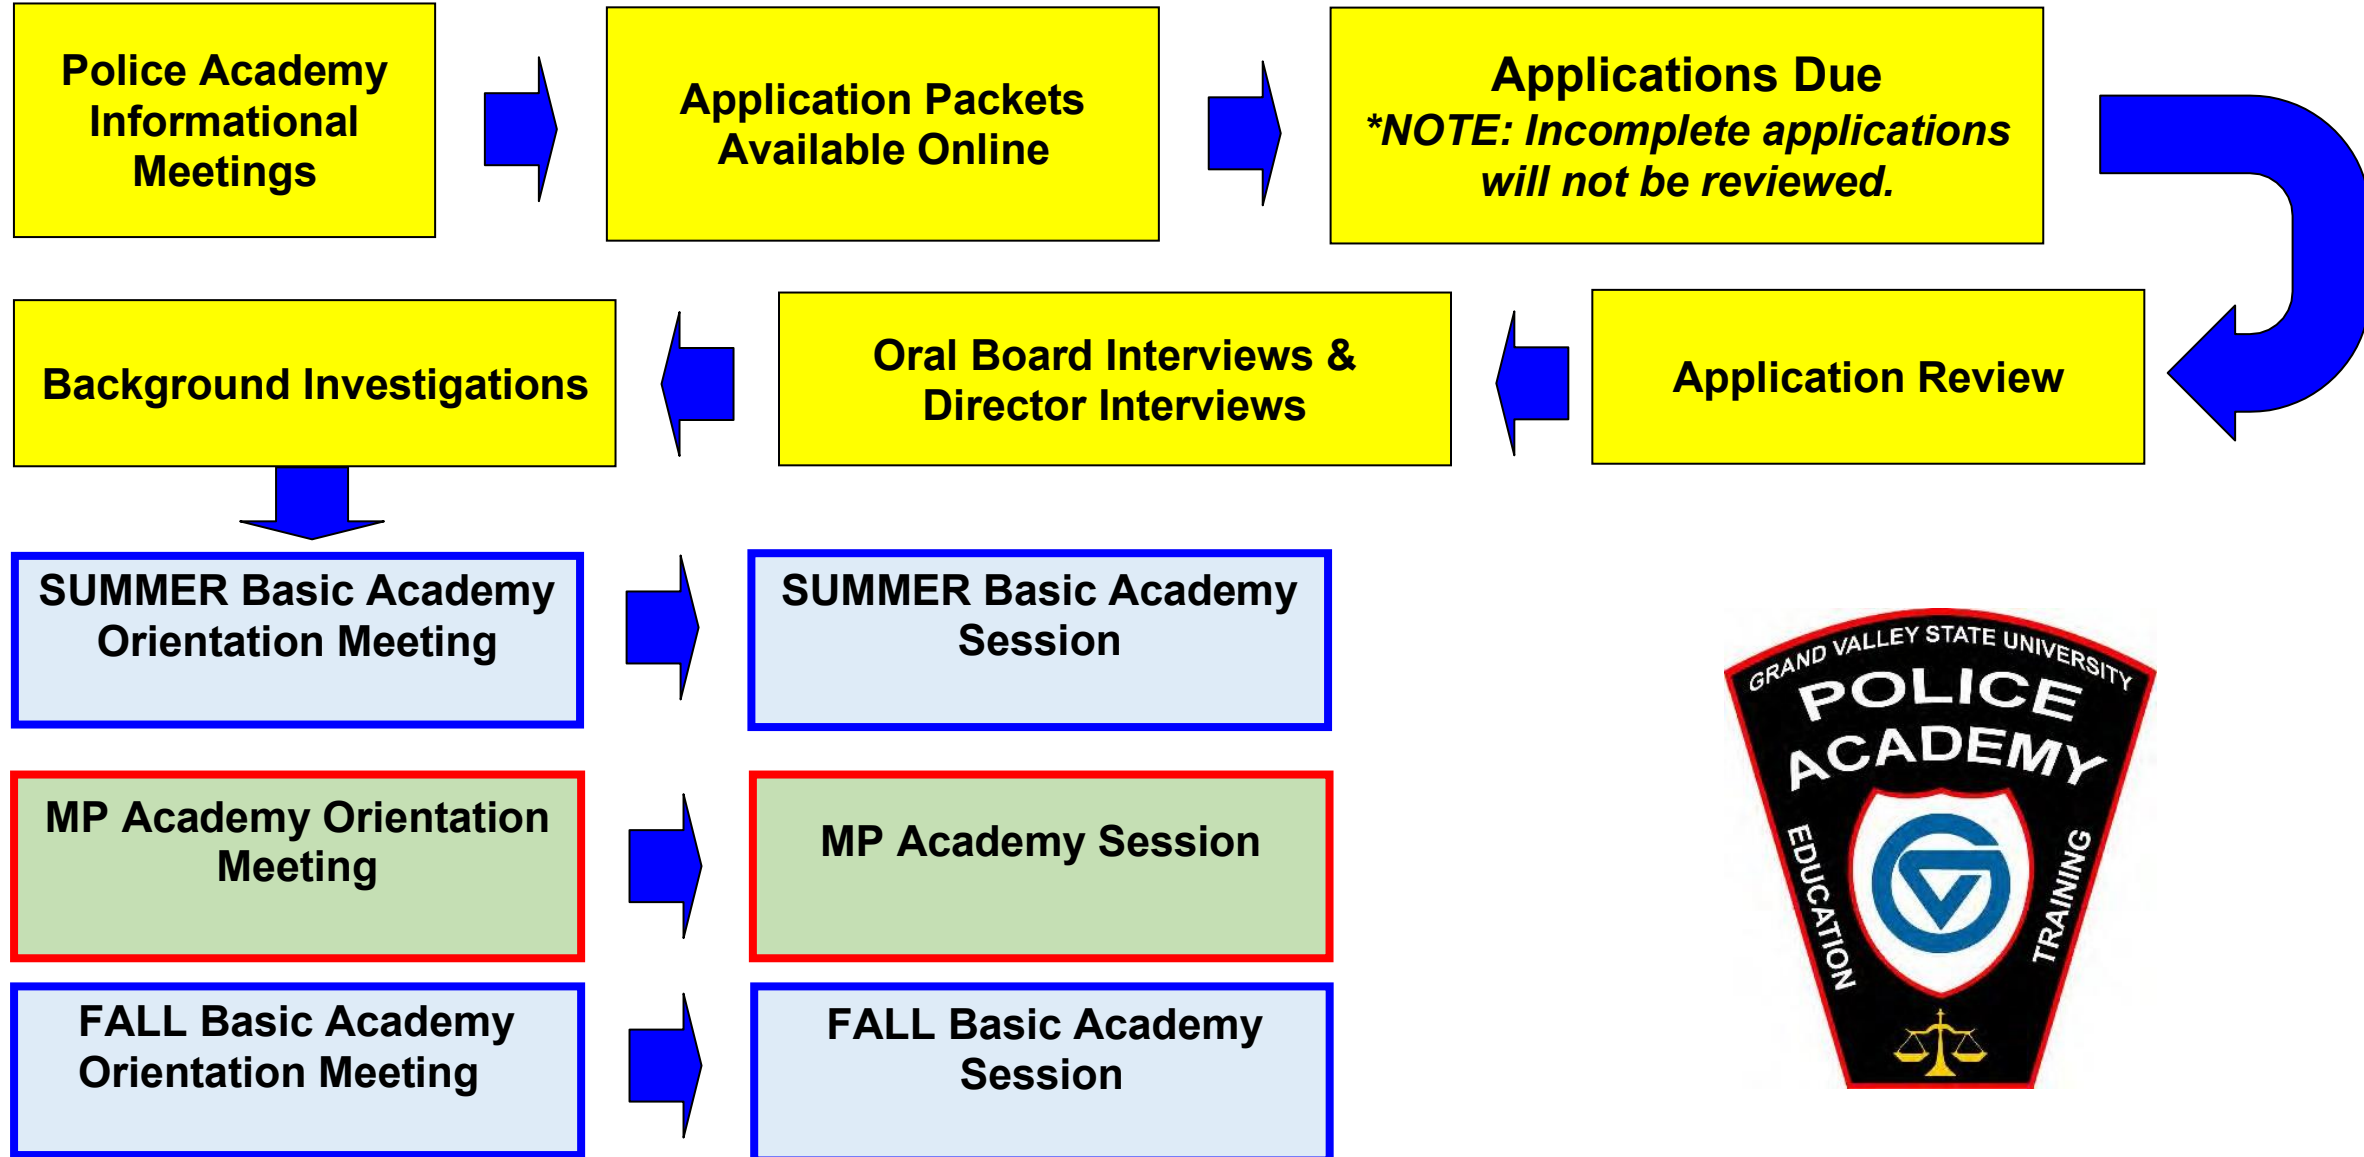 Police Academy
Informational
Meetings
Application Packets
Available Online
Applications Due
*NOTE: Incomplete applications
will not be reviewed.
Application Review
Oral Board Interviews &
Director Interviews
Background Investigations
SUMMER Basic Academy
Orientation Meeting
SUMMER Basic Academy
Session
MP Academy Orientation
Meeting
MP Academy Session
FALL Basic Academy
Orientation Meeting
FALL Basic Academy
Session
GRAND VALLEY STATE UNIVERSITY
POLICE
ACADEMY
EDUCATION
TRAINING